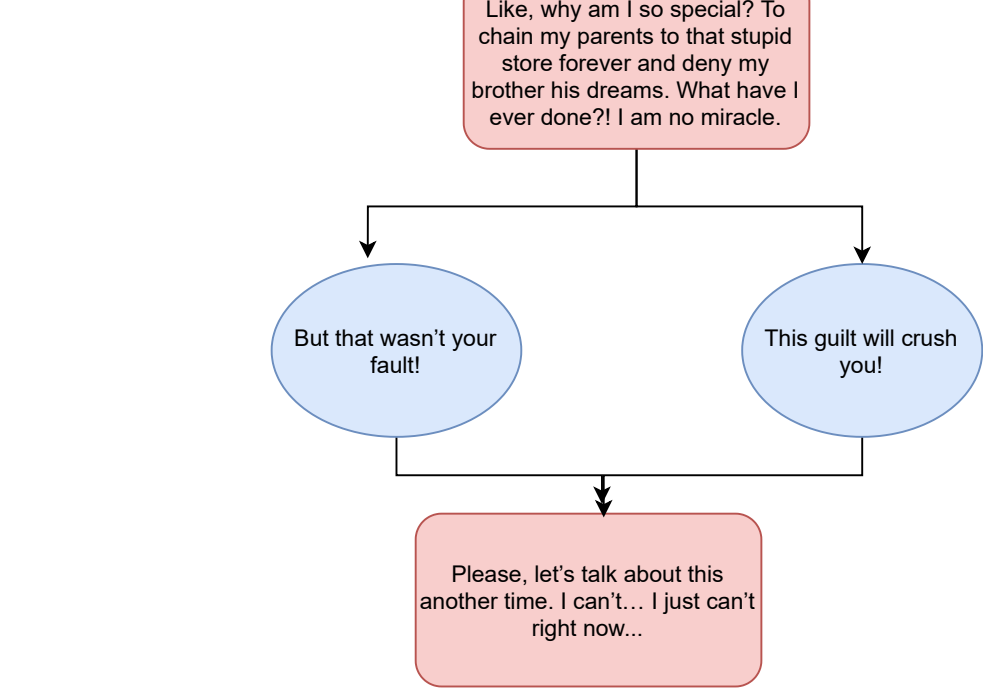 Like, why am I so special? To
chain my parents to that stupid
store forever and deny my
brother his dreams. What have I
ever done?! I am no miracle.
But that wasn’t your
fault!
This guilt will crush
you!
Please, let’s talk about this
another time. I can’t… I just can’t
right now...